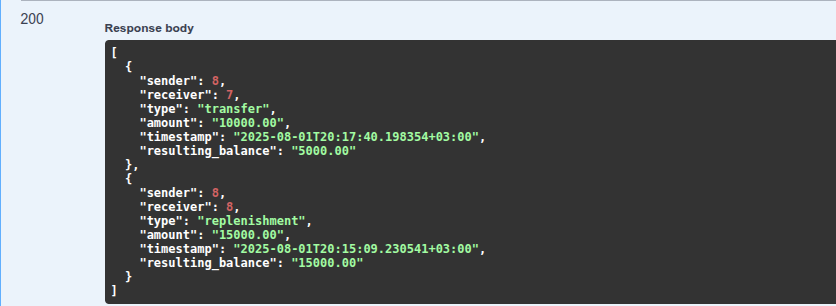 200
Response body
[
  {
    "sender": 8,
    "receiver": 7,
    "type": "transfer",
    "amount": "10000.00",
    "timestamp": "2025-08-01T20:17:40.198354+03:00",
    "resulting_balance": "5000.00"
  },
  {
    "sender": 8,
    "receiver": 8,
    "type": "replenishment",
    "amount": "15000.00",
    "timestamp": "2025-08-01T20:15:09.230541+03:00",
    "resulting_balance": "15000.00"
  }
]